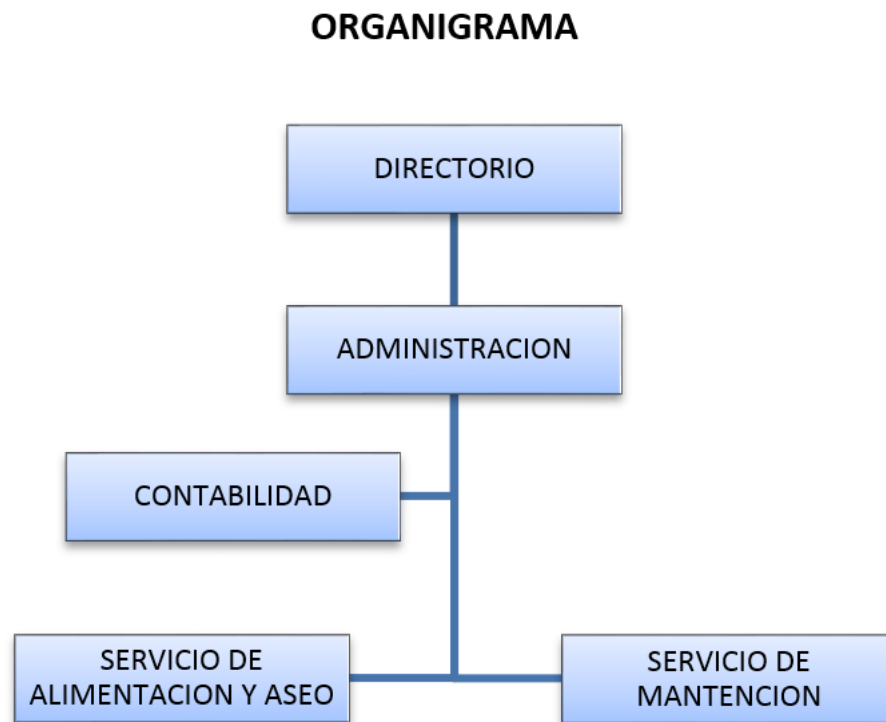 ORGANIGRAMA
DIRECTORIO
ADMINISTRACION
CONTABILIDAD
SERVICIO DE
ALIMENTACION Y ASEO
SERVICIO DE
MANTENCION